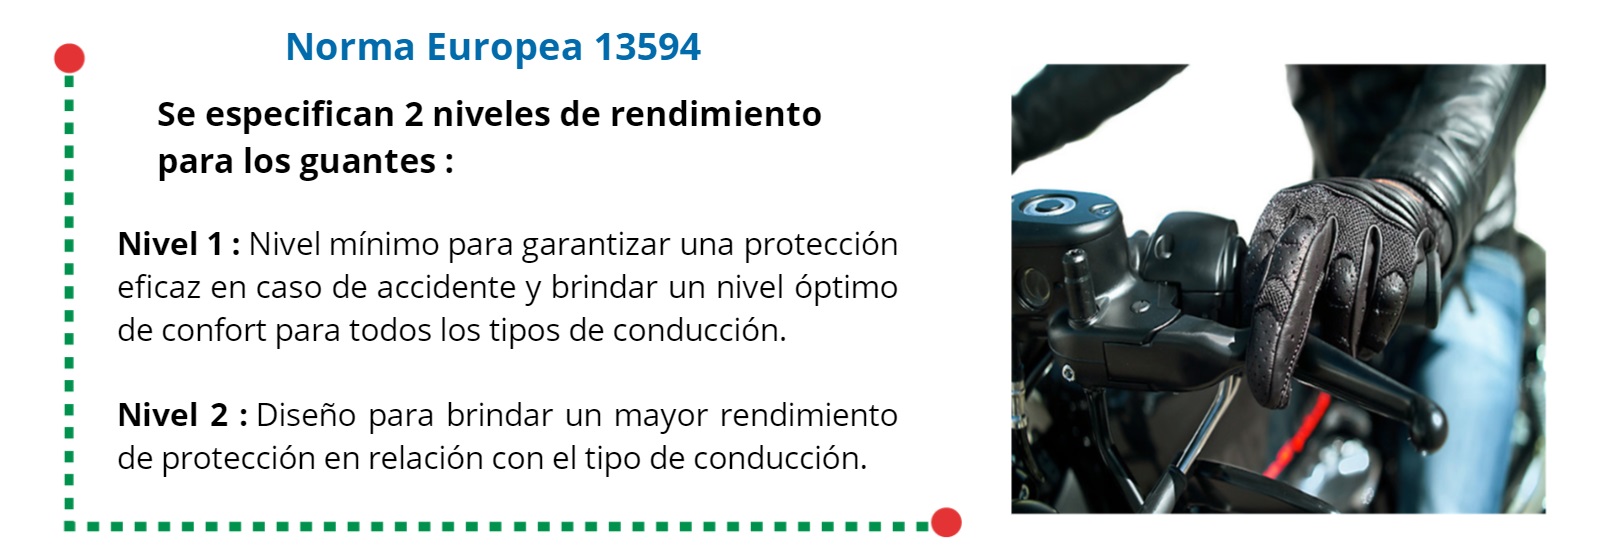 Norma Europea 13594
Se especifican 2 niveles de rendimiento
para los guantes :
Nivel 1 : Nivel mínimo para garantizar una protección
eficaz en caso de accidente y brindar un nivel óptimo
de confort para todos los tipos de conducción.
Nivel 2 : Diseño para brindar un mayor rendimiento
de protección en relación con el tipo de conducción.